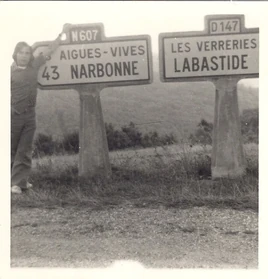 N607
AIGUES-VIVES
43 NARBONNE
D147
LES VERRERIES
LABASTIDE